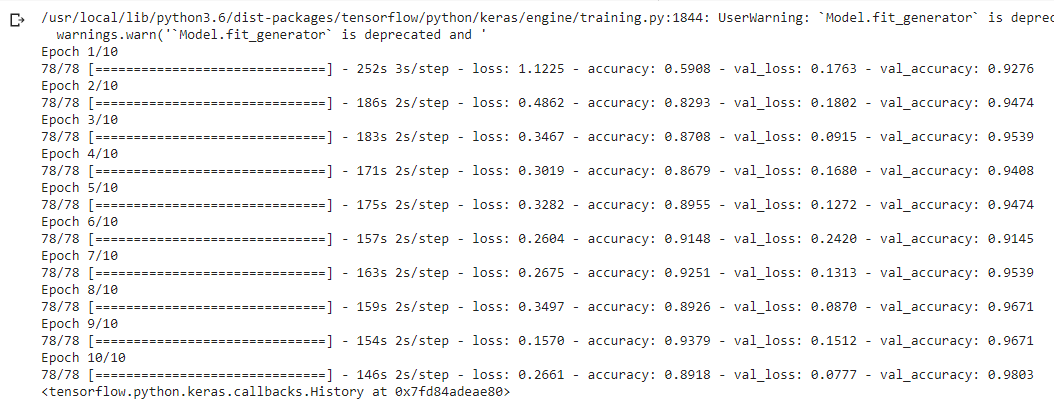 /usr/local/lib/python3.6/dist-packages/tensorflow/python/keras/engine/training.py:1844: UserWarning: `Model.fit_generator` is deprec
warnings.warn('`Model.fit_generator` is deprecated and '
Epoch 1/10
78/78 [==============================] - 252s 3s/step - loss: 1.1225 - accuracy: 0.5908 - val_loss: 0.1763 - val_accuracy: 0.9276
Epoch 2/10
78/78 [==============================] - 186s 2s/step - loss: 0.4862 - accuracy: 0.8293 - val_loss: 0.1802 - val_accuracy: 0.9474
Epoch 3/10
78/78 [==============================] - 183s 2s/step - loss: 0.3467 - accuracy: 0.8708 - val_loss: 0.0915 - val_accuracy: 0.9539
Epoch 4/10
78/78 [==============================] - 171s 2s/step - loss: 0.3019 - accuracy: 0.8679 - val_loss: 0.1680 - val_accuracy: 0.9408
Epoch 5/10
78/78 [==============================] - 175s 2s/step - loss: 0.3282 - accuracy: 0.8955 - val_loss: 0.1272 - val_accuracy: 0.9474
Epoch 6/10
78/78 [==============================] - 157s 2s/step - loss: 0.2604 - accuracy: 0.9148 - val_loss: 0.2420 - val_accuracy: 0.9145
Epoch 7/10
78/78 [==============================] - 163s 2s/step - loss: 0.2675 - accuracy: 0.9251 - val_loss: 0.1313 - val_accuracy: 0.9539
Epoch 8/10
78/78 [==============================] - 159s 2s/step - loss: 0.3497 - accuracy: 0.8926 - val_loss: 0.0870 - val_accuracy: 0.9671
Epoch 9/10
78/78 [==============================] - 154s 2s/step - loss: 0.1570 - accuracy: 0.9379 - val_loss: 0.1512 - val_accuracy: 0.9671
Epoch 10/10
78/78 [==============================] - 146s 2s/step - loss: 0.2661 - accuracy: 0.8918 - val_loss: 0.0777 - val_accuracy: 0.9803
<tensorflow.python.keras.callbacks.History at 0x7fd84adeae80>